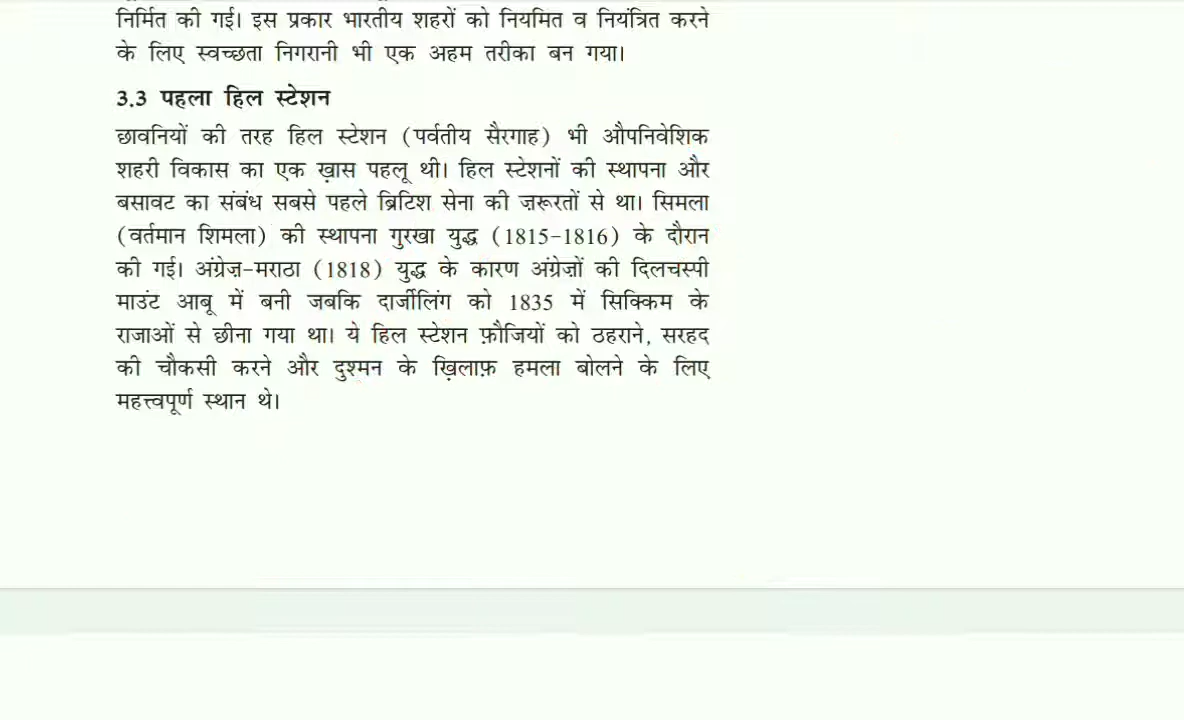 निर्मित की गई। इस प्रकार भारतीय शहरों को नियमित व नियंत्रित करने
के लिए स्वच्छता निगरानी भी एक अहम तरीका बन गया।
3.3 पहला हिल स्टेशन
छावनियों की तरह हिल स्टेशन (पर्वतीय सैरगाह) भी औपनिवेशिक
शहरी विकास का एक ख़ास पहलू थी। हिल स्टेशनों की स्थापना और
बसावट का संबंध सबसे पहले ब्रिटिश सेना की ज़रूरतों से था। सिमला
(वर्तमान शिमला) की स्थापना गुरखा युद्ध (1815-1816) के दौरान
की गई। अंग्रेज़-मराठा (1818) युद्ध के कारण अंग्रेज़ों की दिलचस्पी
माउंट आबू में बनी जबकि दार्जीलिंग को 1835 में सिक्किम के
राजाओं से छीना गया था। ये हिल स्टेशन फ़ौजियों को ठहराने, सरहद
की चौकसी करने और दुश्मन के ख़िलाफ़ हमला बोलने के लिए
महत्त्वपूर्ण स्थान थे।